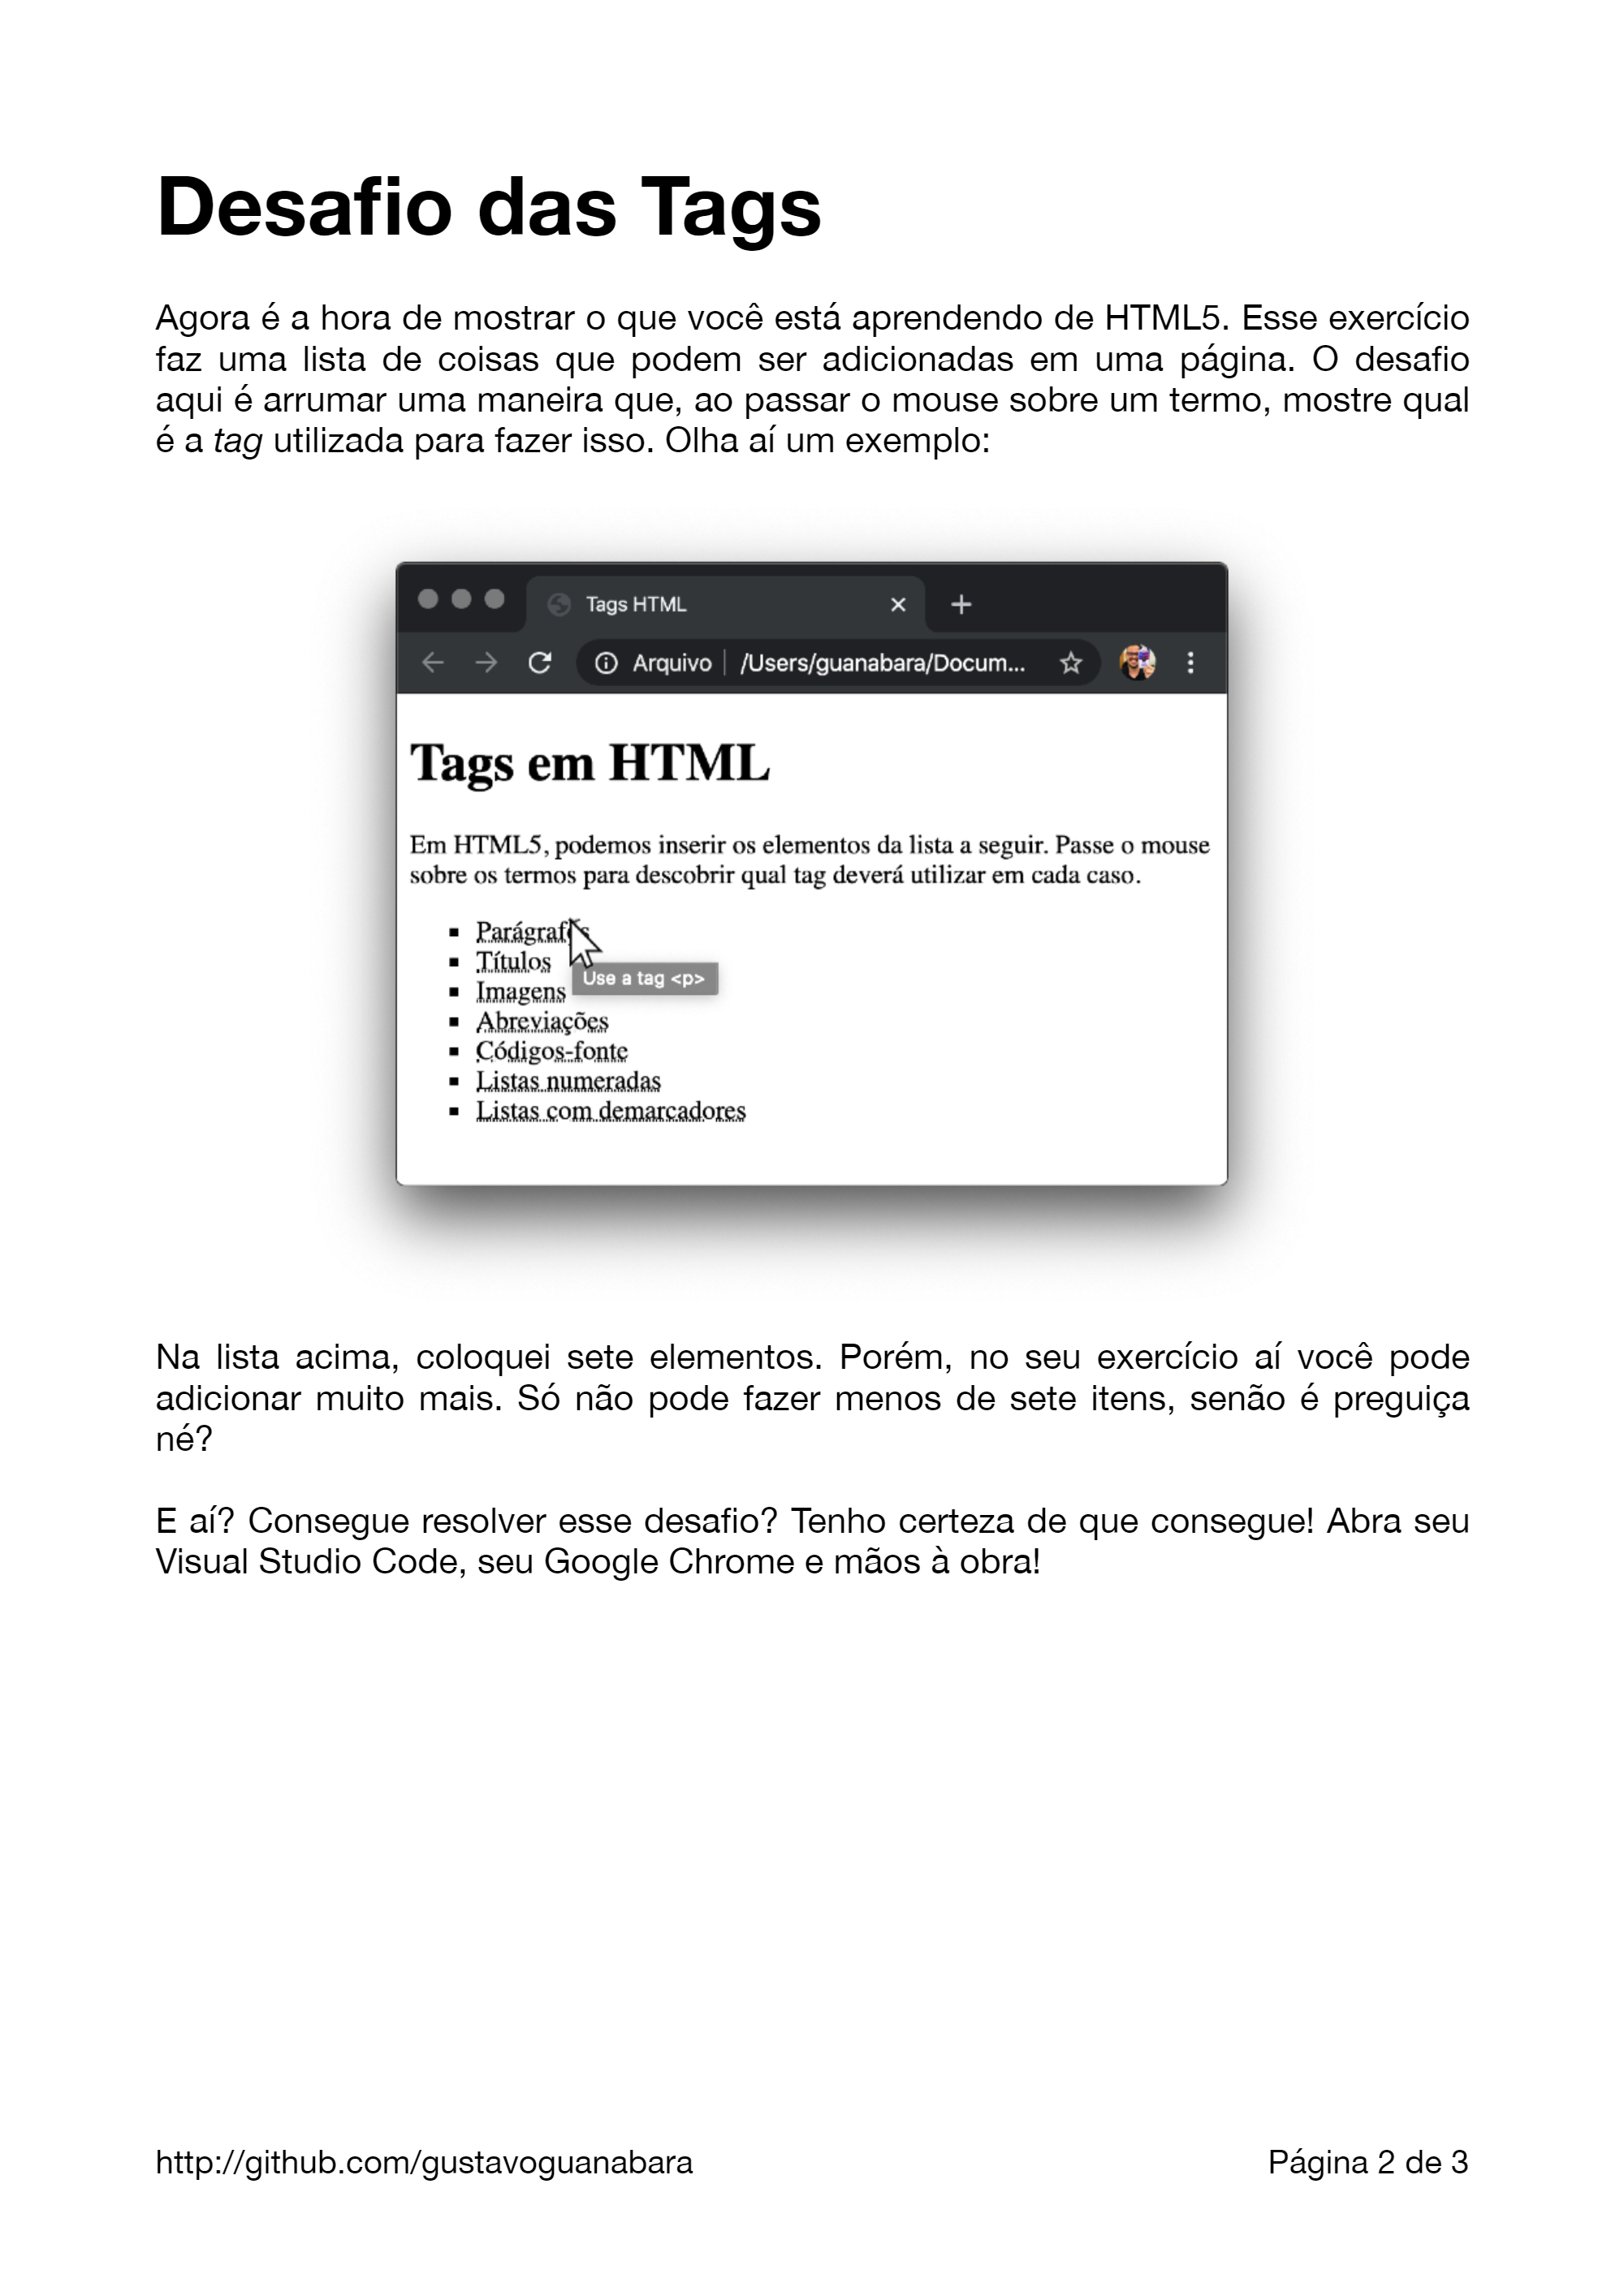 Desafio das Tags
Agora é a hora de mostrar o que você está aprendendo de HTML5. Esse exercício
faz uma lista de coisas que podem ser adicionadas em uma página. O desafio
aqui é arrumar uma maneira que, ao passar o mouse sobre um termo, mostre qual
é a tag utilizada para fazer isso. Olha aí um exemplo:
Tags HTML
Arquivo | /Users/guanabara/Docum...
Tags em HTML
Em HTML5, podemos inserir os elementos da lista a seguir. Passe o mouse
sobre os termos para descobrir qual tag deverá utilizar em cada caso.
Parágrafos
Títulos
Use a tag <p>
Imagens
Abreviações
Códigos-fonte
Listas numeradas
Listas com demarcadores
Na lista acima, coloquei sete elementos. Porém, no seu exercício aí você pode
adicionar muito mais. Só não pode fazer menos de sete itens, senão é preguiça
né?
E aí? Consegue resolver esse desafio? Tenho certeza de que consegue! Abra seu
Visual Studio Code, seu Google Chrome e mãos à obra!
http://github.com/gustavoguanabara
Página 2 de 3